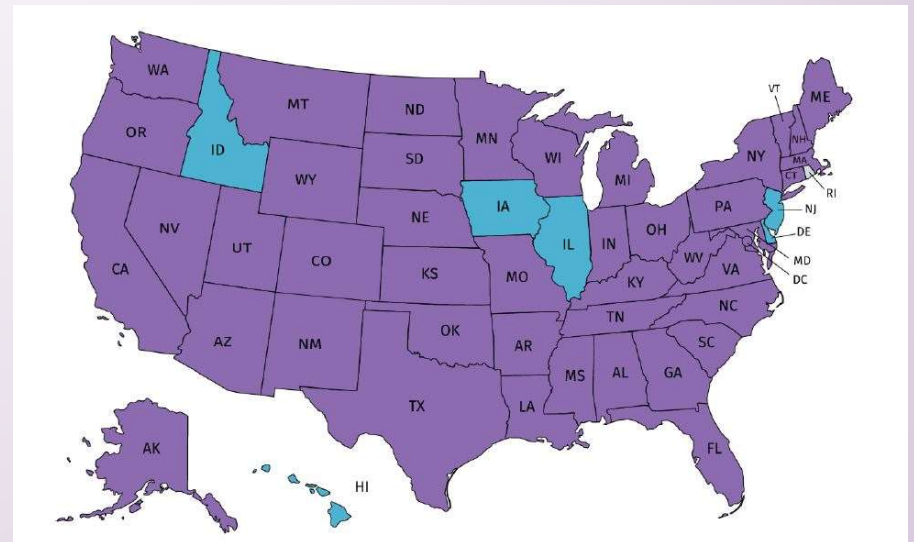 WA
MT
ND
MN
VT
ME
OR
ID
SD
WI
NY
NH
MA
WY
MI
CT
RI
IA
PA
NJ
NV
NE
OH
DE
UT
IL
IN
CO
WV
MD
CA
KS
MO
KY
VA
DC
NC
OK
TN
AZ
NM
AR
SC
MS
AL
GA
TX
LA
AK
FL
HI